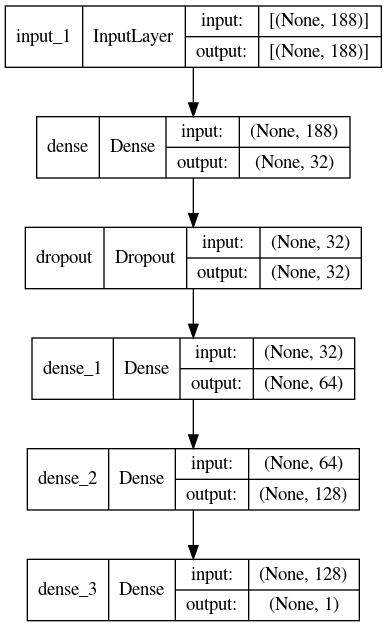 input_1 InputLayer input: [(None, 188)]
output: [(None, 188)]
dense Dense input: (None, 188)
output: (None, 32)
dropout Dropout input: (None, 32)
output: (None, 32)
dense_1 Dense input: (None, 32)
output: (None, 64)
dense_2 Dense input: (None, 64)
output: (None, 128)
dense_3 Dense input: (None, 128)
output: (None, 1)